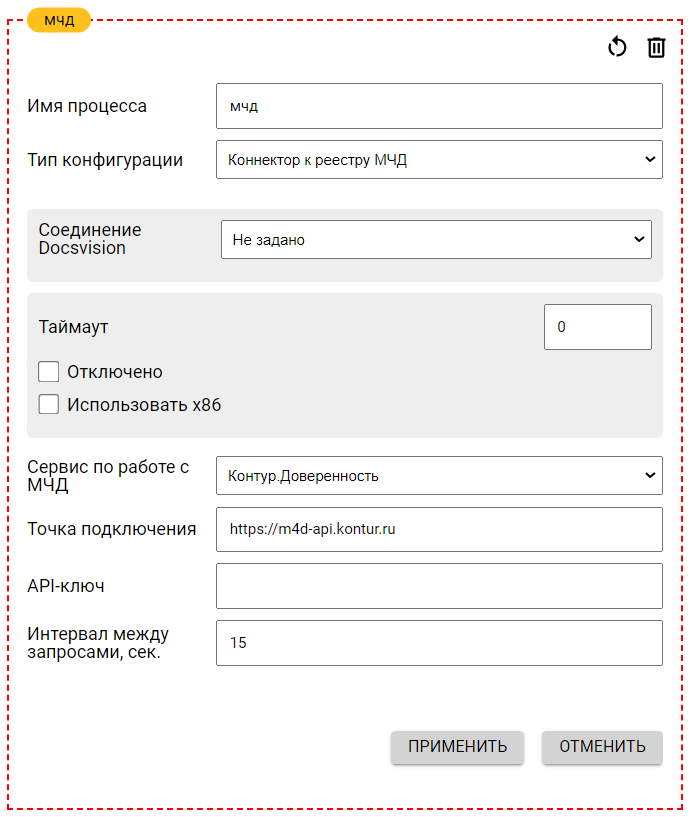 мчд
Имя процесса
мчд
Тип конфигурации
Коннектор к реестру МЧД
Соединение
Docsvision
Не задано
Таймаут
0
Отключено
Использовать x86
Сервис по работе с
МЧД
Контур.Доверенность
Точка подключения
https://m4d-api.kontur.ru
API-ключ
Интервал между
запросами, сек.
15
ПРИМЕНИТЬ
ОТМЕНИТЬ